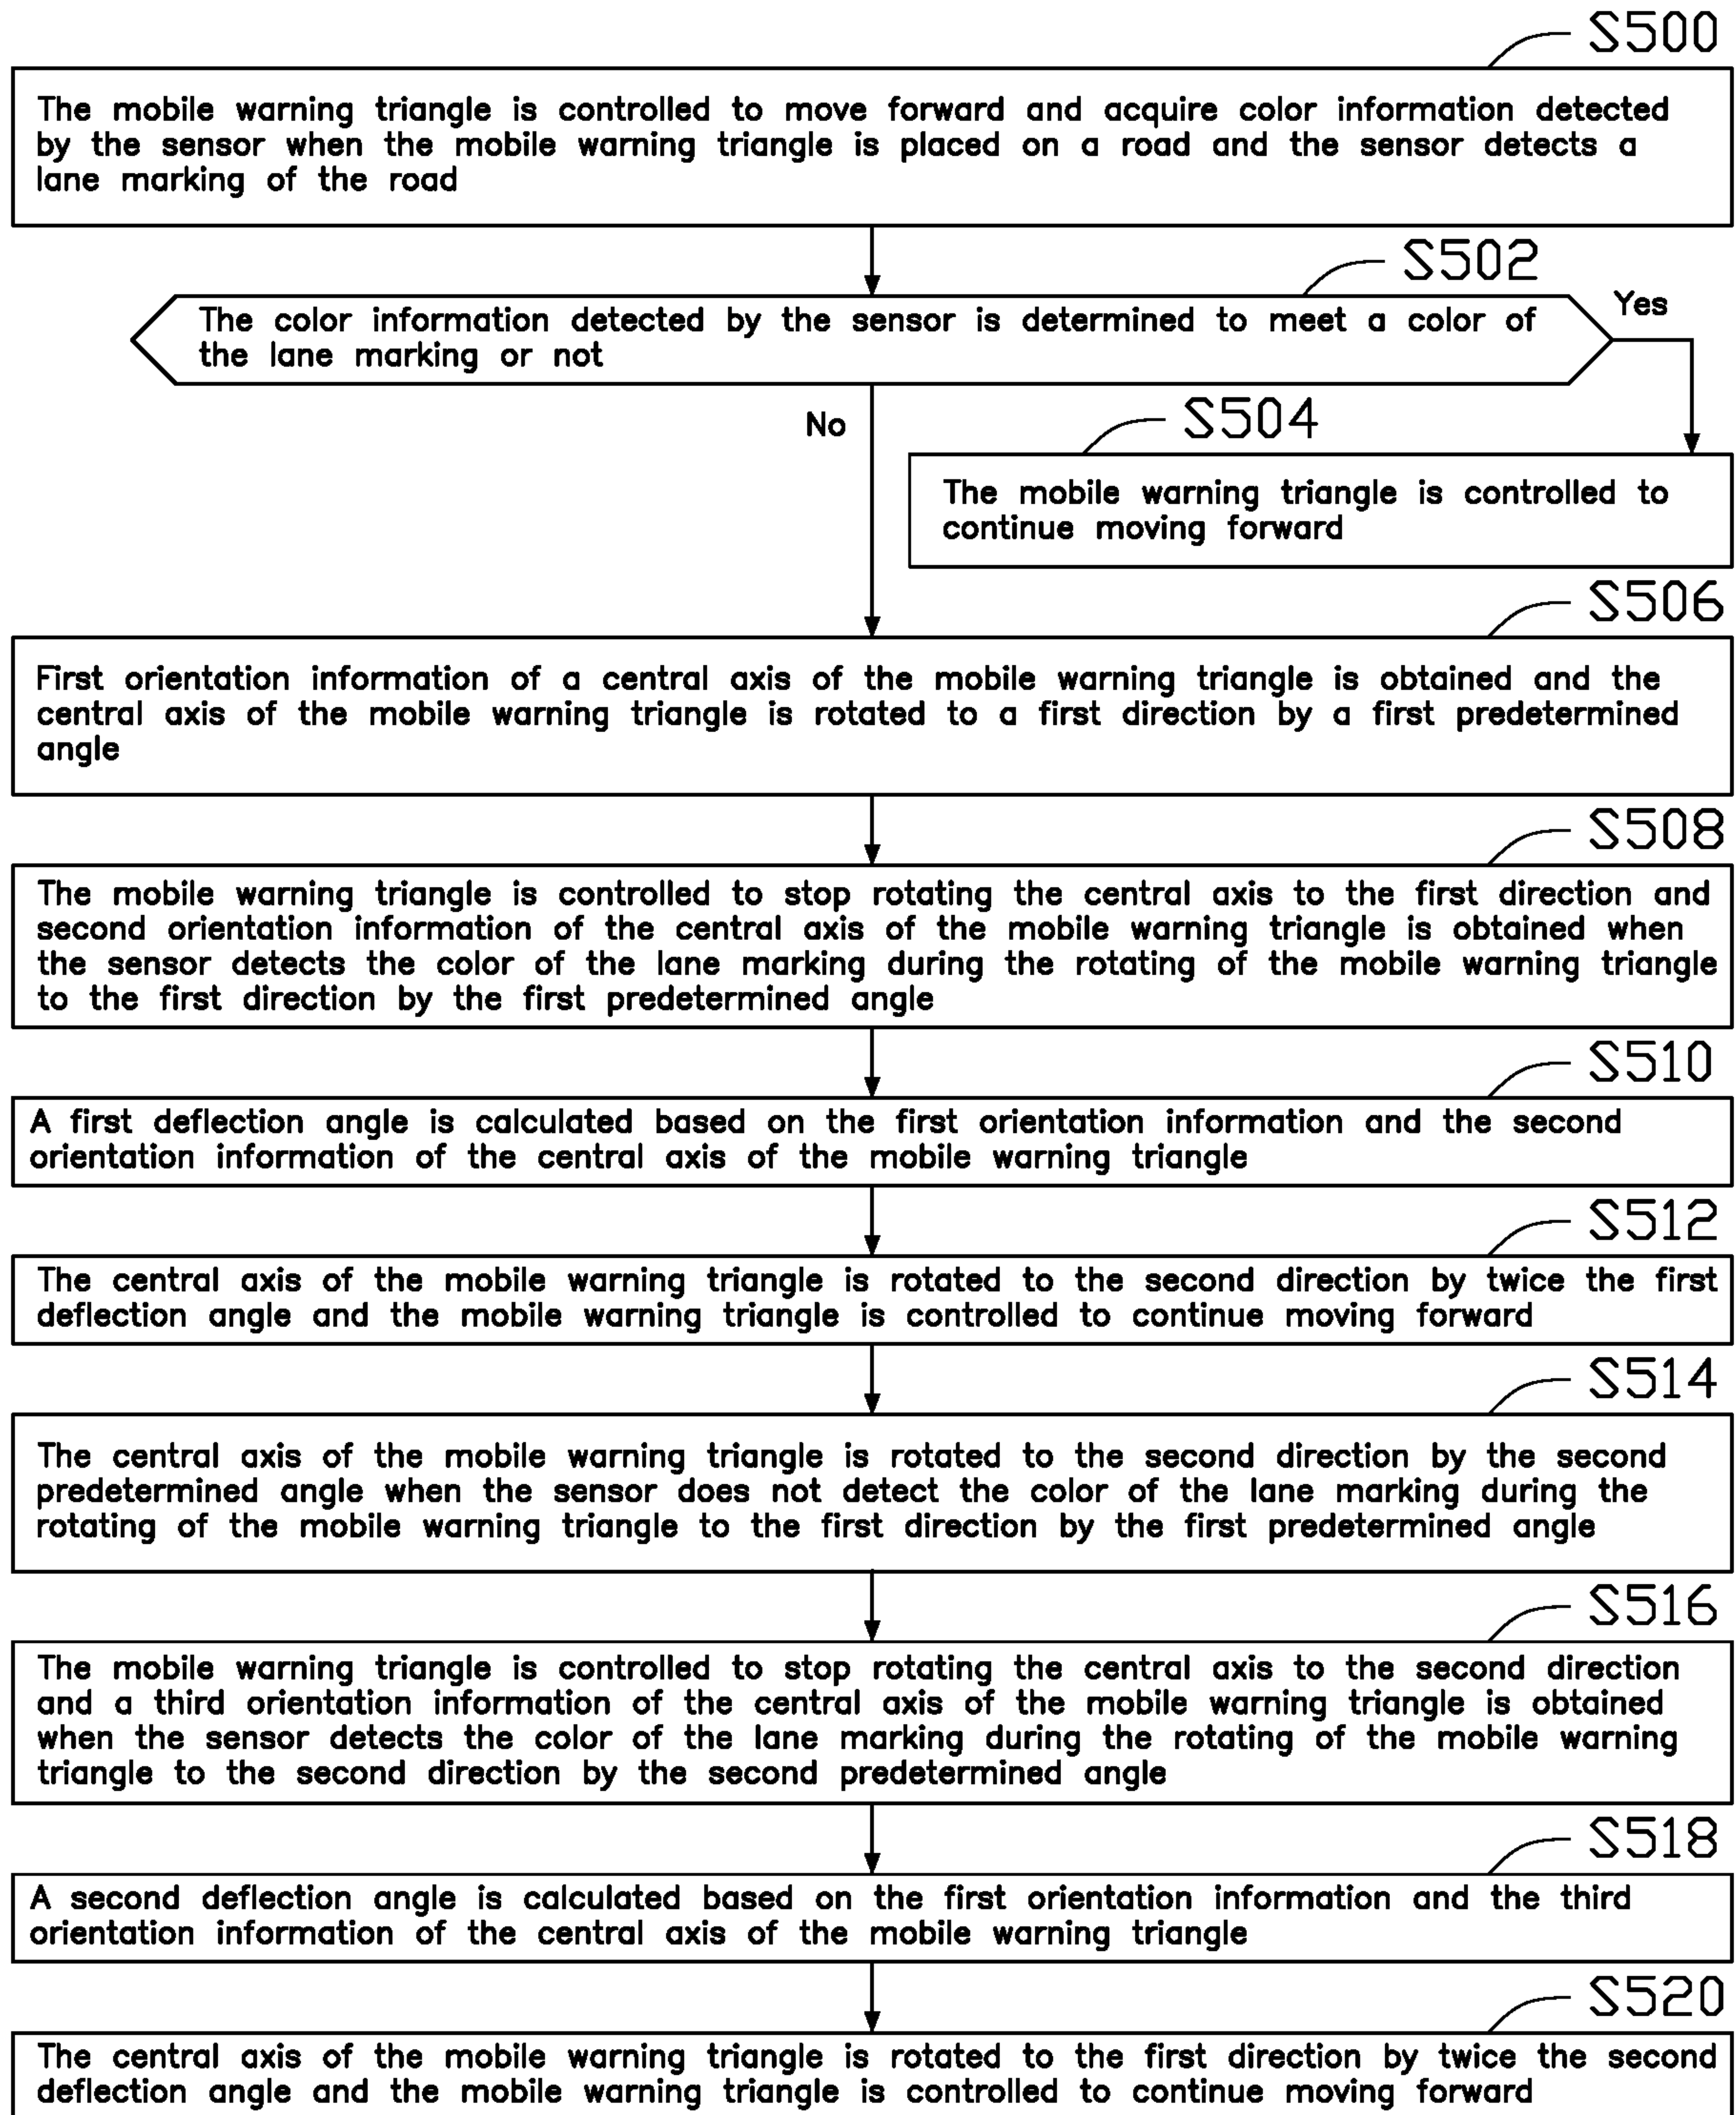 S500
The mobile warning triangle is controlled to move forward and acquire color information detected
by the sensor when the mobile warning triangle is placed on a road and the sensor detects a
lane marking of the road
S502
The color information detected by the sensor is determined to meet a color of
the lane marking or not
Yes
No
S504
The mobile warning triangle is controlled to
continue moving forward
S506
First orientation information of a central axis of the mobile warning triangle is obtained and the
central axis of the mobile warning triangle is rotated to a first direction by a first predetermined
angle
S508
The mobile warning triangle is controlled to stop rotating the central axis to the first direction and
second orientation information of the central axis of the mobile warning triangle is obtained when
the sensor detects the color of the lane marking during the rotating of the mobile warning triangle
to the first direction by the first predetermined angle
S510
A first deflection angle is calculated based on the first orientation information and the second
orientation information of the central axis of the mobile warning triangle
S512
The central axis of the mobile warning triangle is rotated to the second direction by twice the first
deflection angle and the mobile warning triangle is controlled to continue moving forward
S514
The central axis of the mobile warning triangle is rotated to the second direction by the second
predetermined angle when the sensor does not detect the color of the lane marking during the
rotating of the mobile warning triangle to the first direction by the first predetermined angle
S516
The mobile warning triangle is controlled to stop rotating the central axis to the second direction
and a third orientation information of the central axis of the mobile warning triangle is obtained
when the sensor detects the color of the lane marking during the rotating of the mobile warning
triangle to the second direction by the second predetermined angle
S518
A second deflection angle is calculated based on the first orientation information and the third
orientation information of the central axis of the mobile warning triangle
S520
The central axis of the mobile warning triangle is rotated to the first direction by twice the second
deflection angle and the mobile warning triangle is controlled to continue moving forward